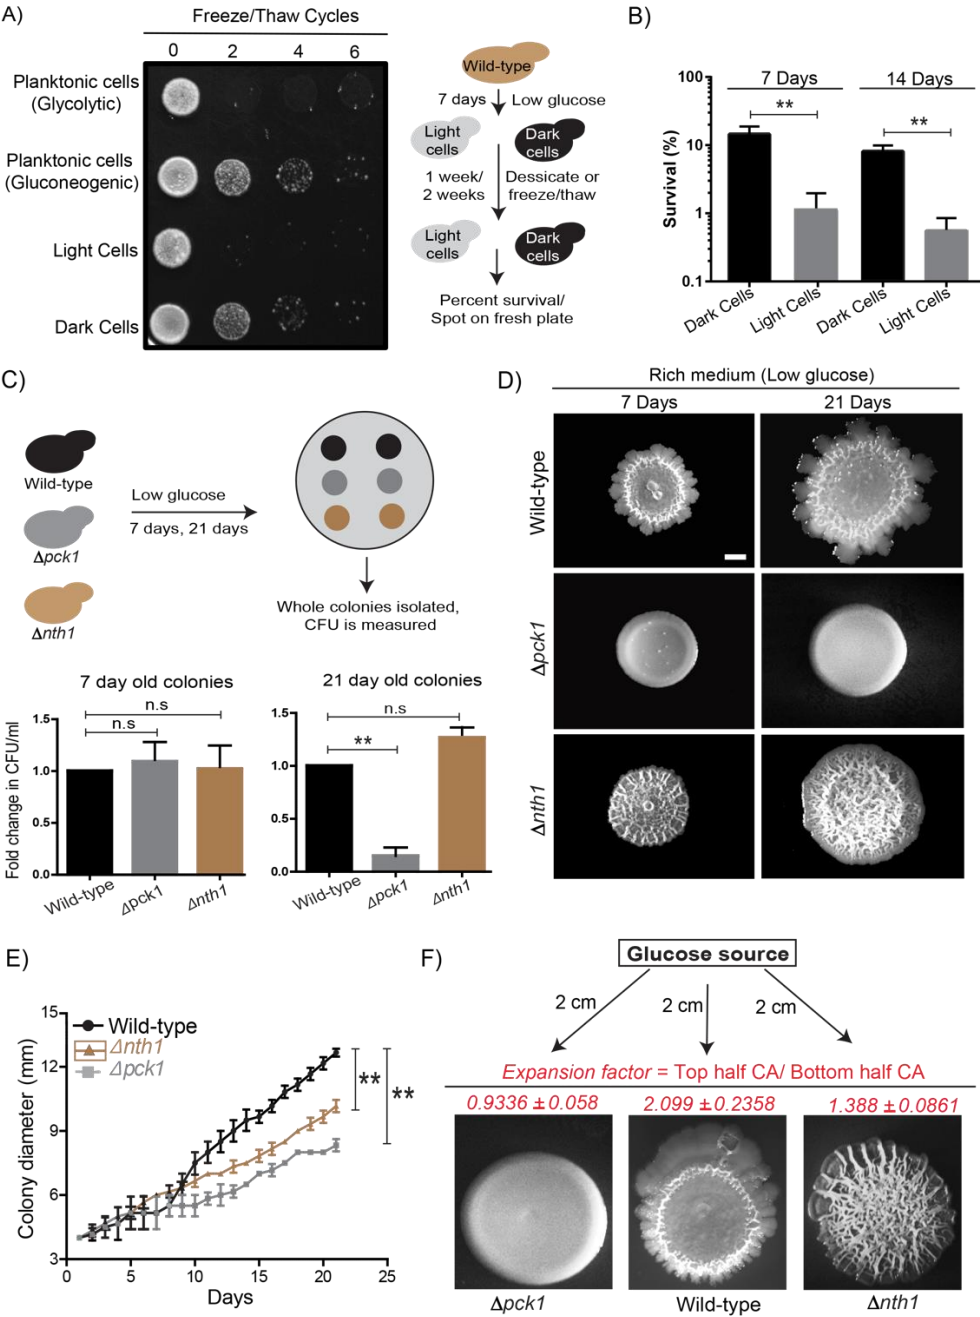 A)
Freeze/Thaw Cycles
0 2 4 6
Planktonic cells
(Glycolytic)
Planktonic cells
(Gluconeogenic)
Light Cells
Dark Cells
Wild-type
7 days Low glucose
Light
cells
Dark
cells
1 week/
2 weeks
Dessicate or
freeze/thaw
Light
cells
Dark
cells
Percent survival/
Spot on fresh plate
B)
7 Days 14 Days
** **
Survival (%)
100
10
1
0.1
Dark Cells Light Cells Dark Cells Light Cells
C)
Wild-type
Δpck1
Δnth1
Low glucose
7 days, 21 days
Whole colonies isolated,
CFU is measured
7 day old colonies
n.s
n.s
Fold change in CFU/ml
1.5
1.0
0.5
0.0
Wild-type Δpck1 Δnth1
21 day old colonies
n.s
**
1.5
1.0
0.5
0.0
Wild-type Δpck1 Δnth1
D)
Rich medium (Low glucose)
7 Days 21 Days
Wild-type
Δpck1
Δnth1
E)
Colony diameter (mm)
15
12
9
6
3
0 5 10 15 20 25
Days
Wild-type
Δnth1
Δpck1
** **
F)
Glucose source
2 cm 2 cm 2 cm
Expansion factor = Top half CA/ Bottom half CA
0.9336 ± 0.058 2.099 ± 0.2358 1.388 ± 0.0861
Δpck1 Wild-type Δnth1